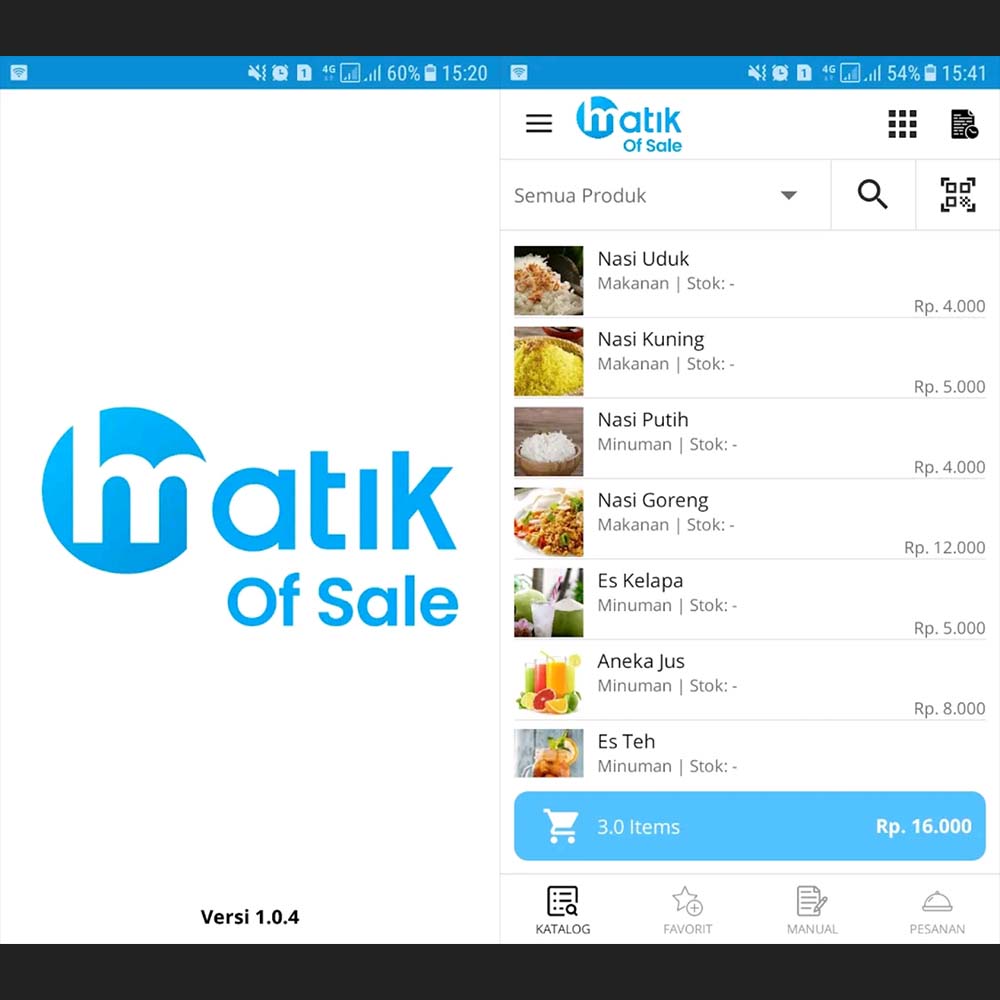 4G
1
60%
15:20
matik
Of Sale
Versi 1.0.4
4G
1
54%
15:41
matik
Of Sale
Semua Produk
Nasi Uduk
Makanan | Stok: -
Rp. 4.000
Nasi Kuning
Makanan | Stok: -
Rp. 5.000
Nasi Putih
Minuman | Stok: -
Rp. 4.000
Nasi Goreng
Makanan | Stok: -
Rp. 12.000
Es Kelapa
Minuman | Stok: -
Rp. 5.000
Aneka Jus
Minuman | Stok: -
Rp. 8.000
Es Teh
Minuman | Stok: -
3.0 Items
Rp. 16.000
KATALOG
FAVORIT
MANUAL
PESANAN